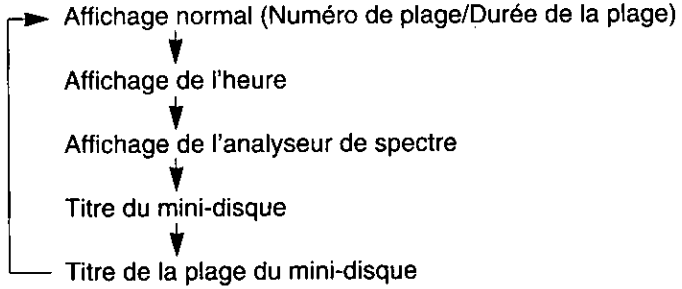 Affichage normal (Numéro de plage/Durée de la plage)
Affichage de l'heure
Affichage de l'analyseur de spectre
Titre du mini-disque
Titre de la plage du mini-disque